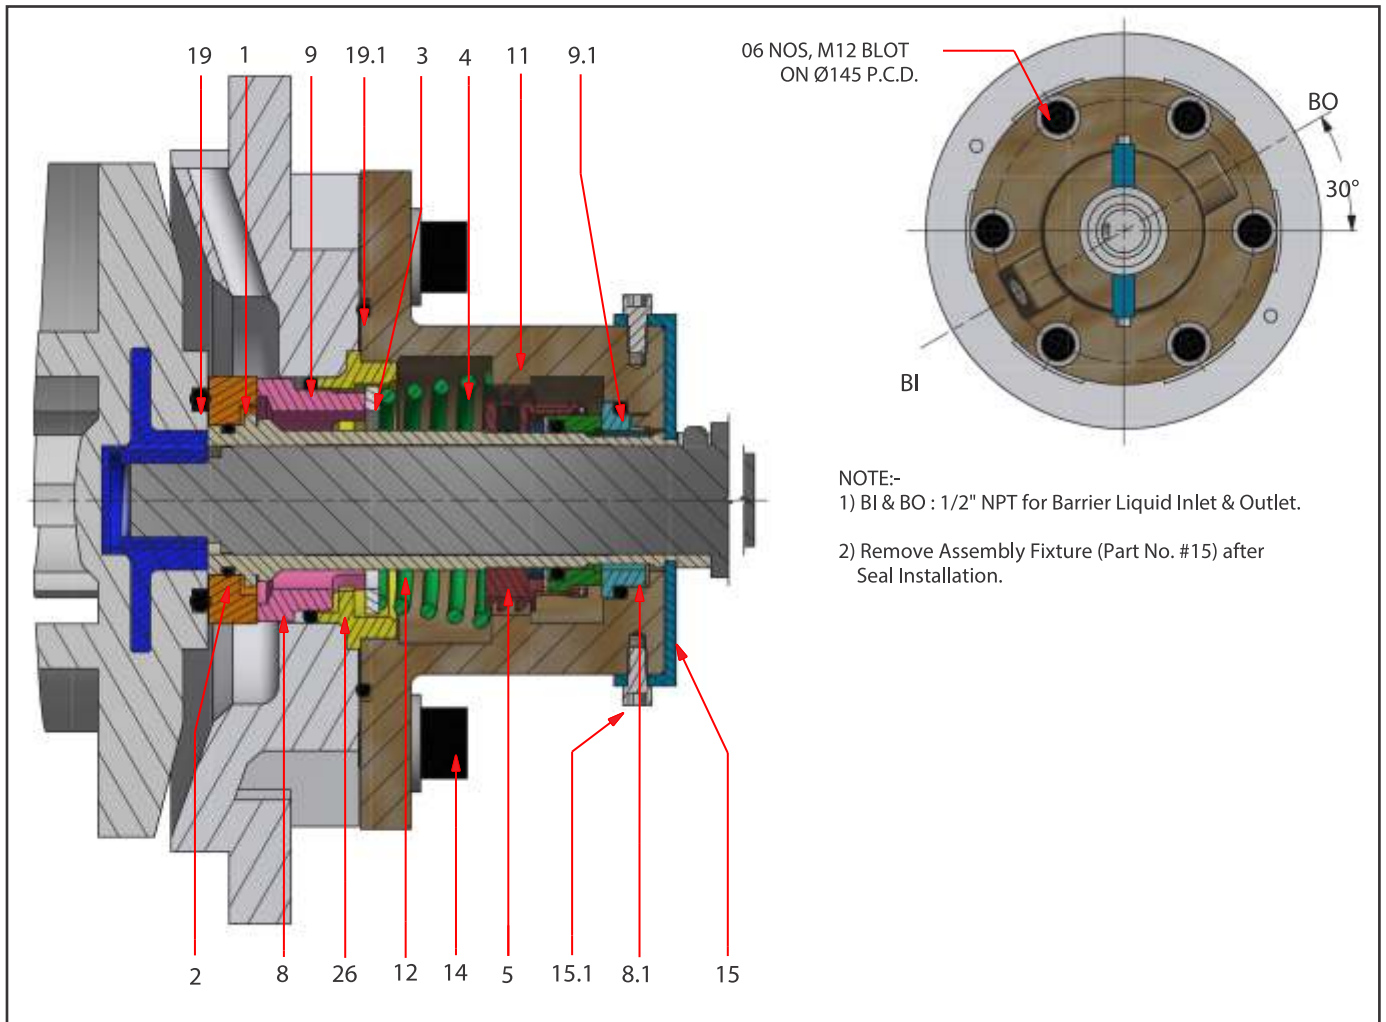 19 1 9 19.1 3 4 11 9.1
2 8 26 12 14 5 15.1 8.1 15
06 NOS, M12 BLOT
ON Ø145 P.C.D.
BO
30°
BI
NOTE:-
1) BI & BO : 1/2" NPT for Barrier Liquid Inlet & Outlet.
2) Remove Assembly Fixture (Part No. #15) after
Seal Installation.